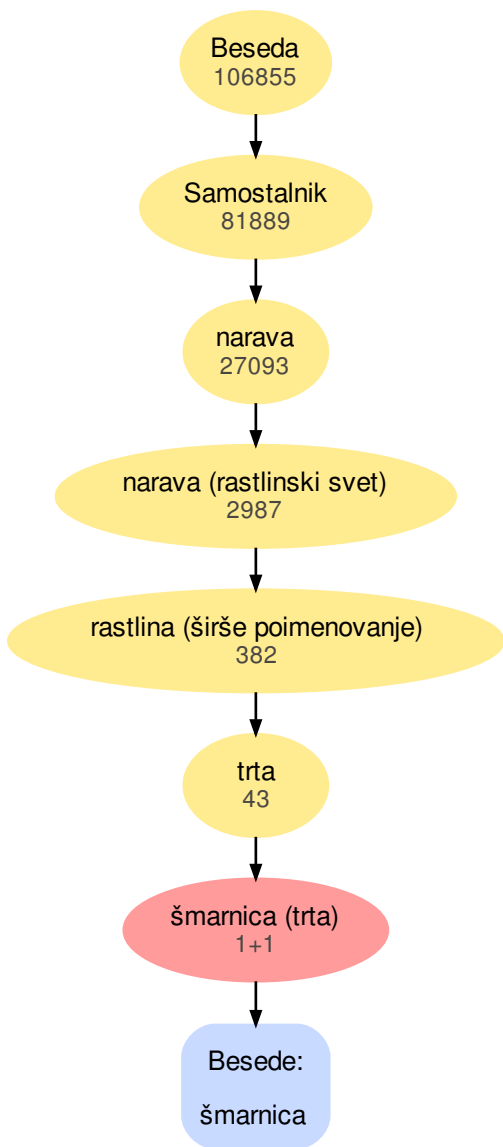 Beseda
106855
Samostalnik
81889
narava
27093
narava (rastlinski svet)
2987
rastlina (širše poimenovanje)
382
trta
43
šmarnica (trta)
1+1
Besede:
šmarnica